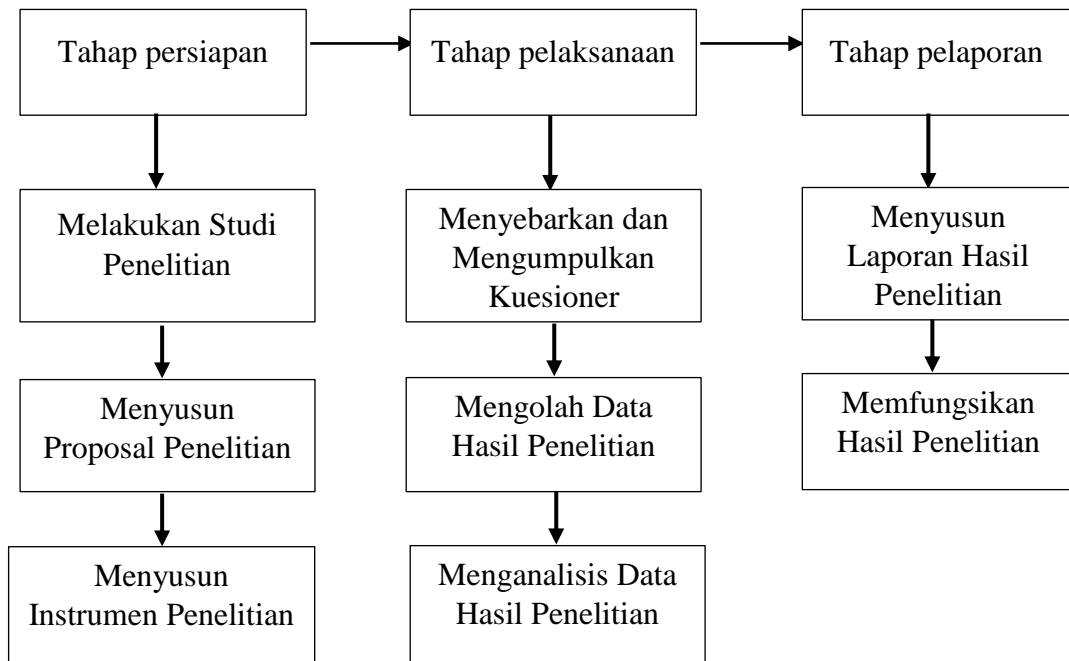 Tahap persiapan
Tahap pelaksanaan
Tahap pelaporan
Melakukan Studi
Penelitian
Menyebarkan dan
Mengumpulkan
Kuesioner
Menyusun
Laporan Hasil
Penelitian
Menyusun
Proposal Penelitian
Mengolah Data
Hasil Penelitian
Memfungsikan
Hasil Penelitian
Menyusun
Instrumen Penelitian
Menganalisis Data
Hasil Penelitian